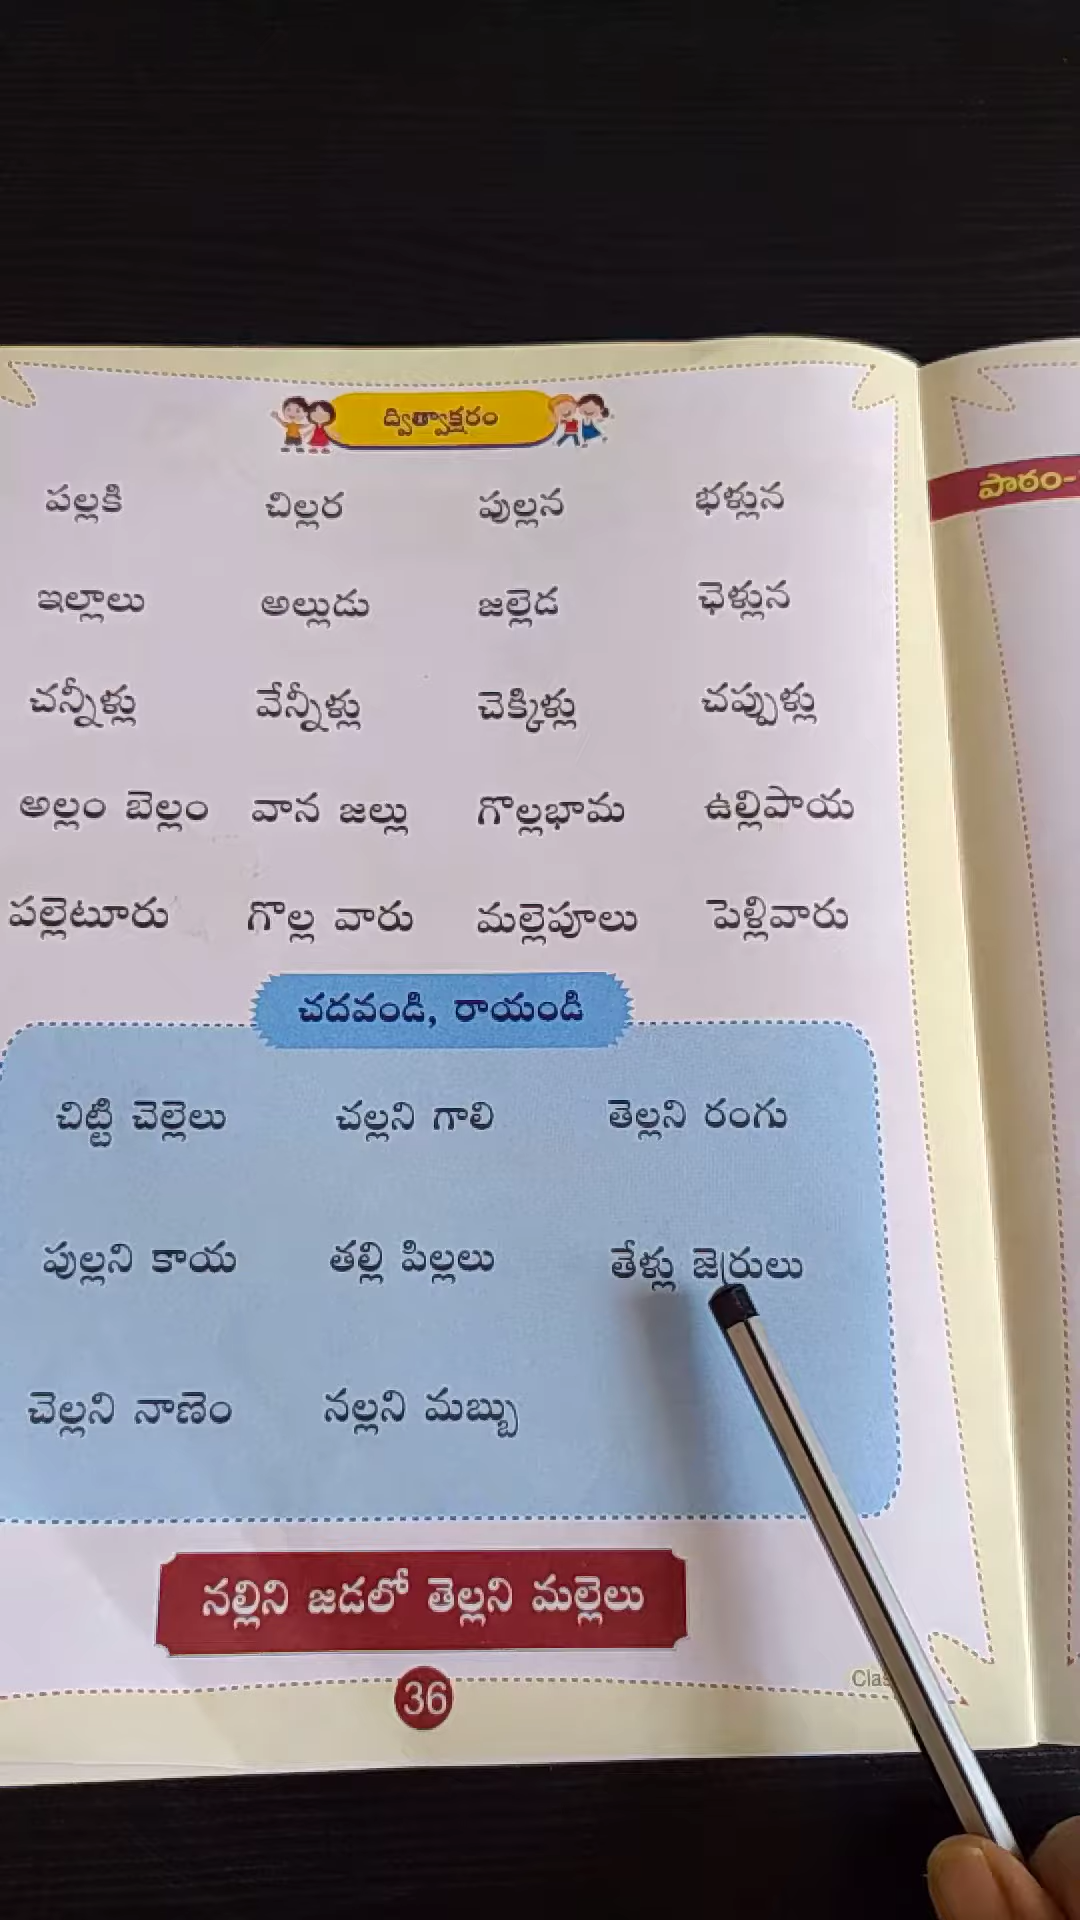 ద్విత్వాక్షరం
పల్లకి చిల్లర పుల్లన భళ్లున
ఇల్లాలు అల్లుడు జల్లెడ ఛెళ్లున
చన్నీళ్లు వేన్నీళ్లు చెక్కిళ్లు చప్పుళ్లు
అల్లం బెల్లం వాన జల్లు గొల్లభామ ఉల్లిపాయ
పల్లెటూరు గొల్ల వారు మల్లెపూలు పెళ్లివారు
చదవండి, రాయండి
చిట్టి చెల్లెలు చల్లని గాలి తెల్లని రంగు
పుల్లని కాయ తల్లి పిల్లలు తేళ్లు
చెల్లని నాణెం నల్లని మబ్బు
నల్లిని జడలో తెల్లని మల్లెలు
36
పాఠం-